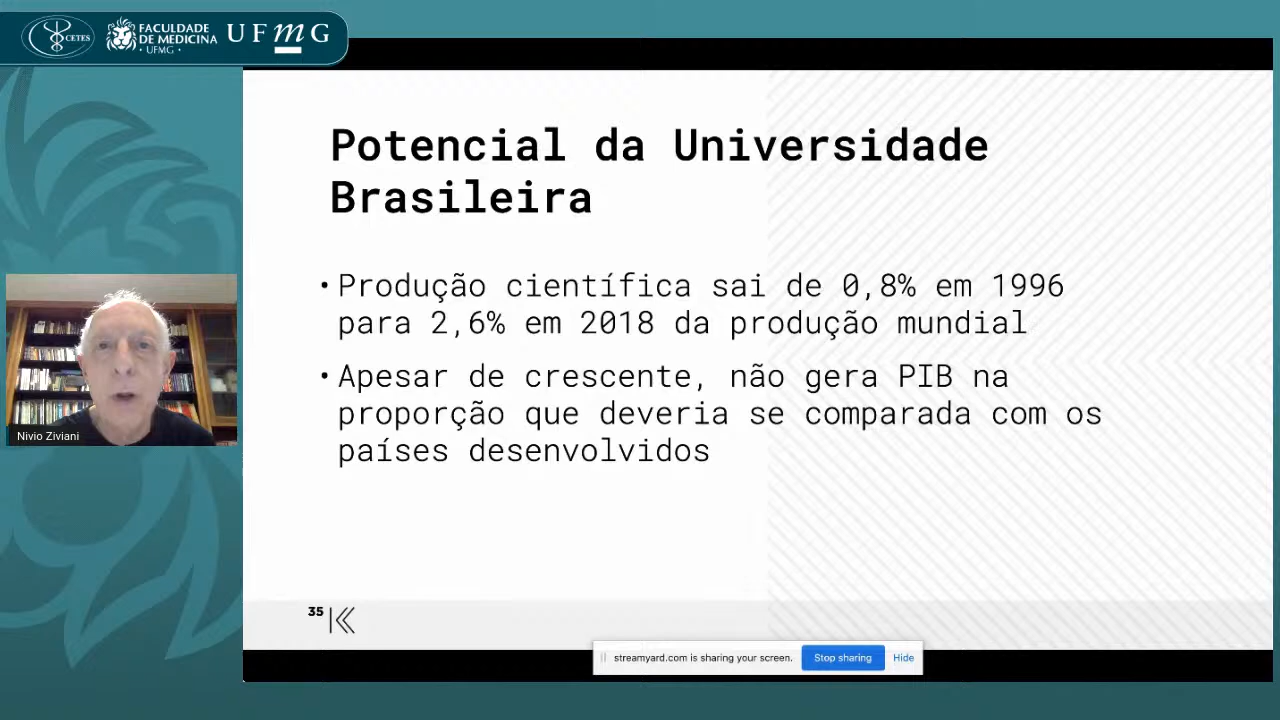 CETES
FACULDADE
DE MEDICINA
• UFMG •
UFmG
Potencial da Universidade
Brasileira
• Produção científica sai de 0,8% em 1996
para 2,6% em 2018 da produção mundial
• Apesar de crescente, não gera PIB na
proporção que deveria se comparada com os
países desenvolvidos
Nivio Ziviani
35
streamyard.com is sharing your screen. Stop sharing Hide